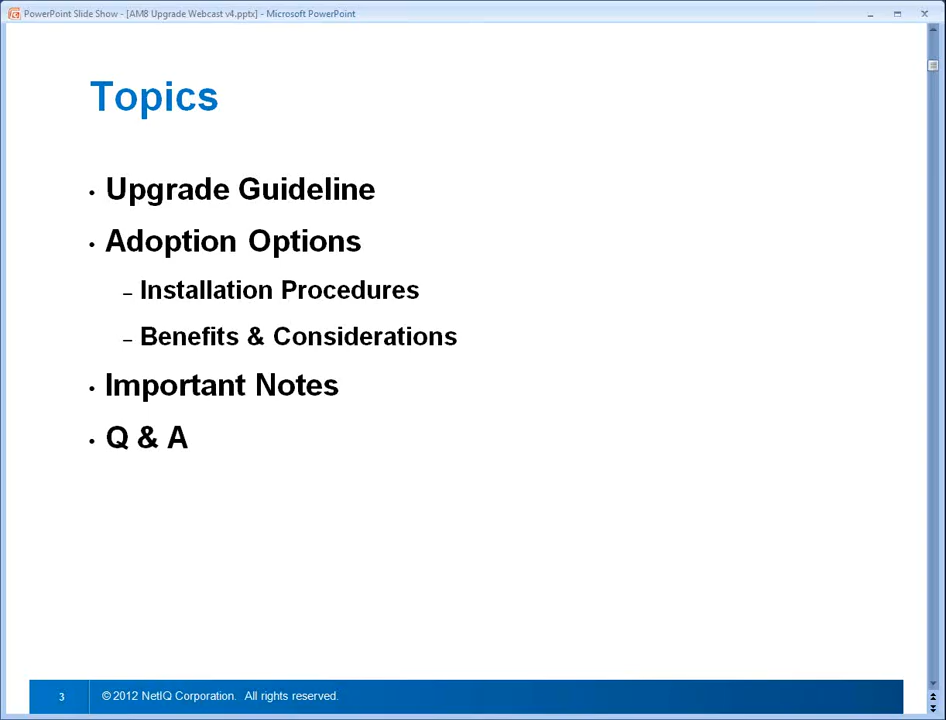 PowerPoint Slide Show - [AM8 Upgrade Webcast v4.pptx] - Microsoft PowerPoint
Topics
• Upgrade Guideline
• Adoption Options
– Installation Procedures
– Benefits & Considerations
• Important Notes
• Q & A
3 © 2012 NetIQ Corporation. All rights reserved.